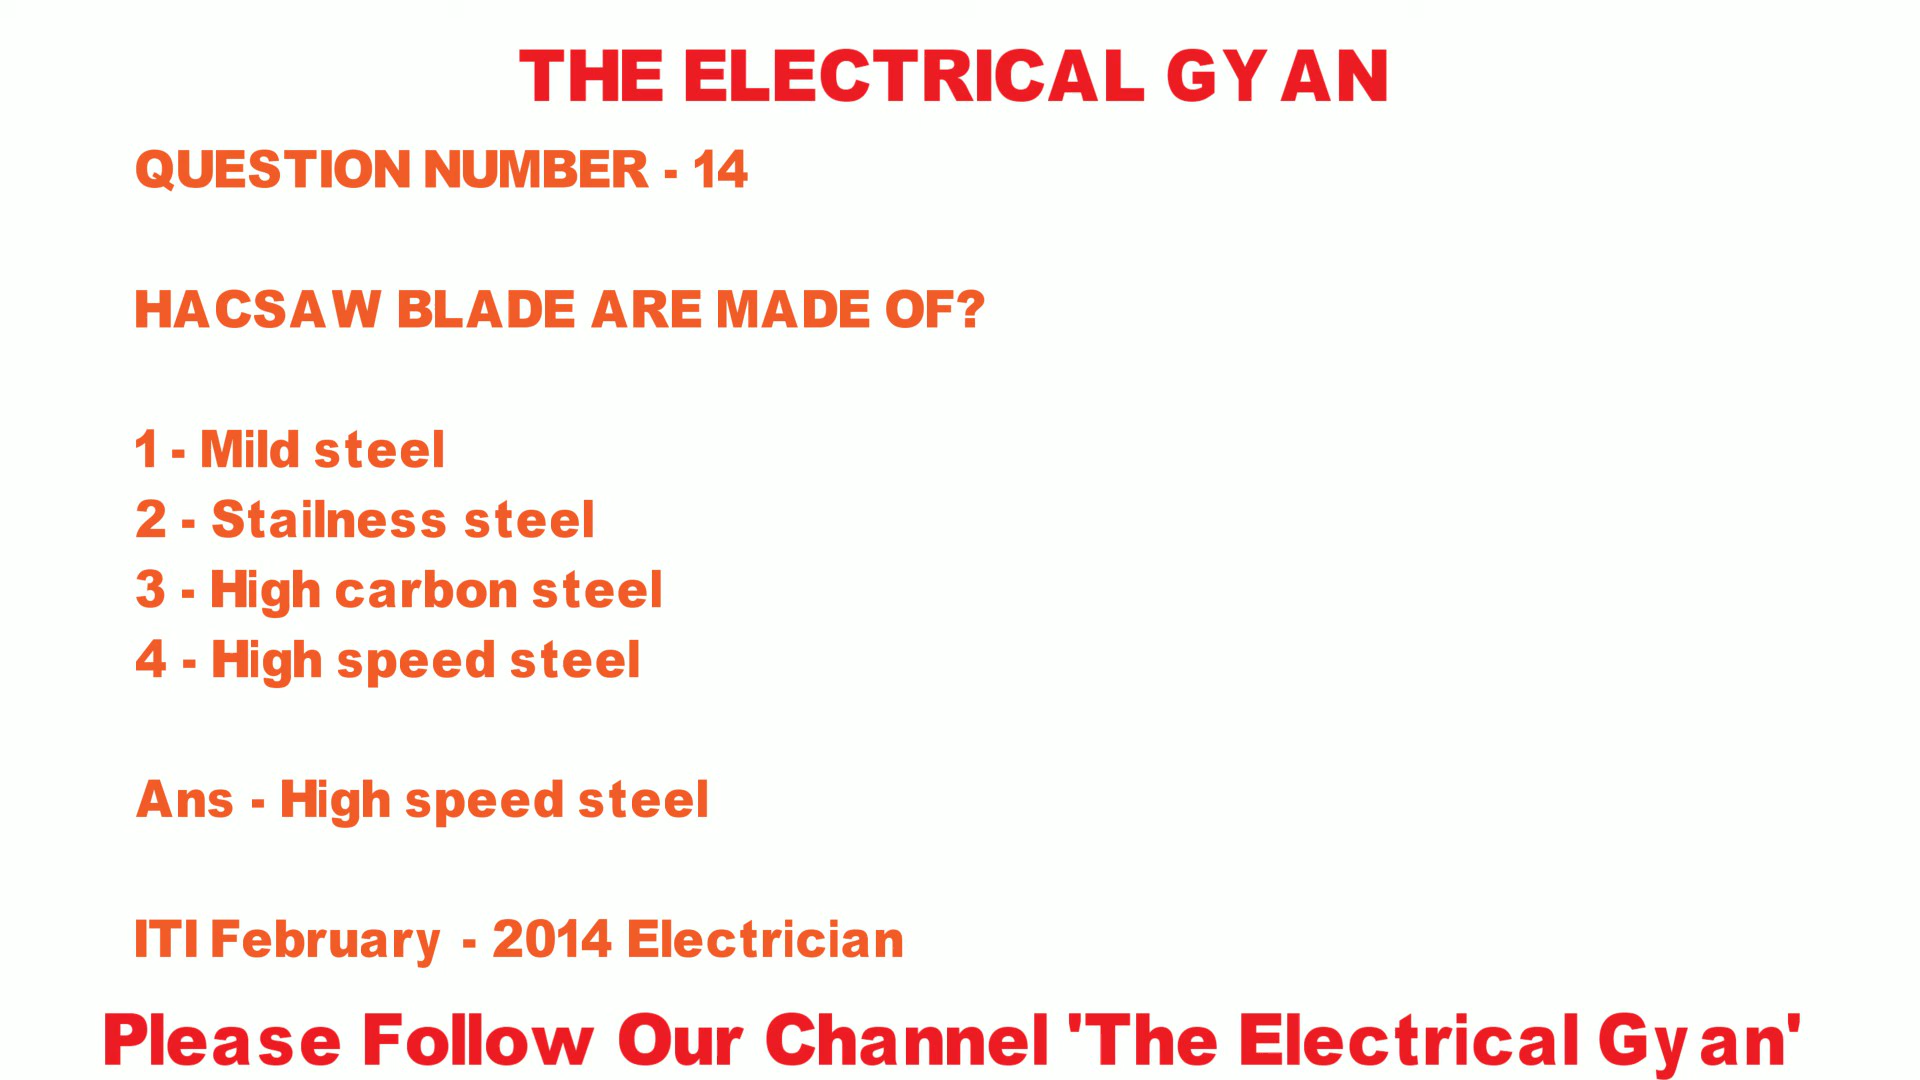 THE ELECTRICAL GYAN
QUESTION NUMBER - 14
HACSAW BLADE ARE MADE OF?
1 - Mild steel
2 - Stailness steel
3 - High carbon steel
4 - High speed steel
Ans - High speed steel
ITI February - 2014 Electrician
Please Follow Our Channel 'The Electrical Gyan'